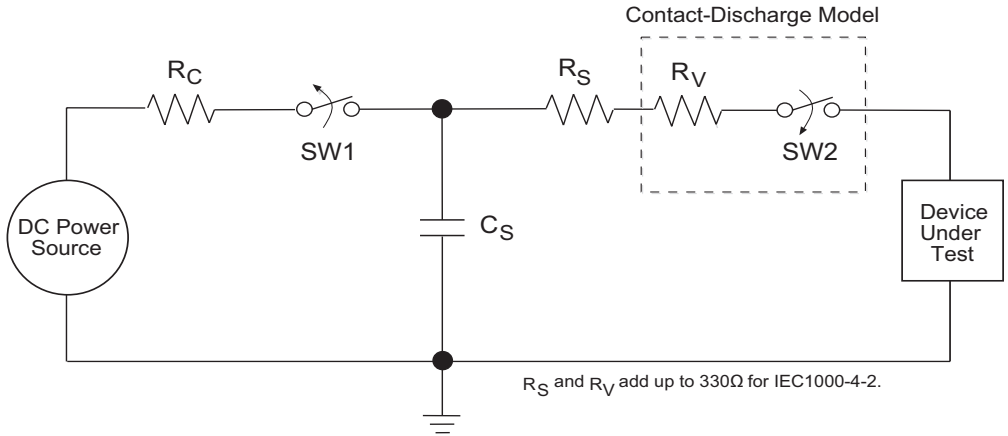 Contact-Discharge Model
RC
RS
RV
SW1
SW2
DC Power
Source
CS
Device
Under
Test
RS and RV add up to 330Ω for IEC1000-4-2.